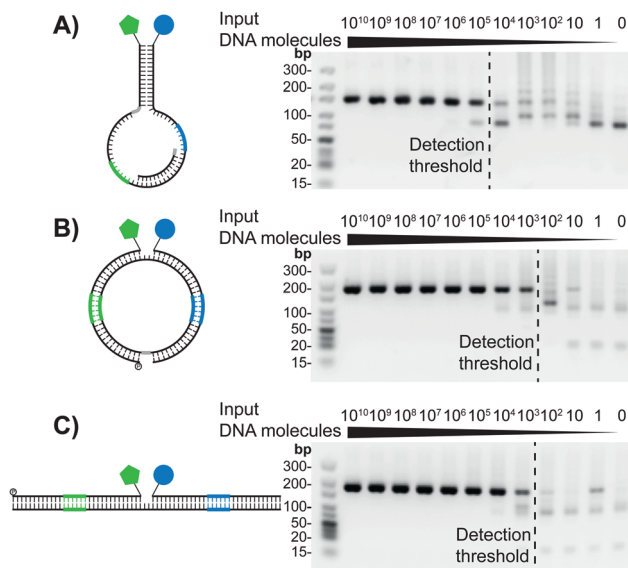 A)
Input
DNA molecules
10¹⁰ 10⁹ 10⁸ 10⁷ 10⁶ 10⁵ 10⁴ 10³ 10² 10 1 0
bp
300-
200-
100-
50-
20-
15-
Detection
threshold
B)
Input
DNA molecules
10¹⁰ 10⁹ 10⁸ 10⁷ 10⁶ 10⁵ 10⁴ 10³ 10² 10 1 0
bp
300-
200-
100-
50-
20-
15-
Detection
threshold
P
C)
Input
DNA molecules
10¹⁰ 10⁹ 10⁸ 10⁷ 10⁶ 10⁵ 10⁴ 10³ 10² 10 1 0
bp
300-
200-
100-
50-
20-
15-
Detection
threshold
P